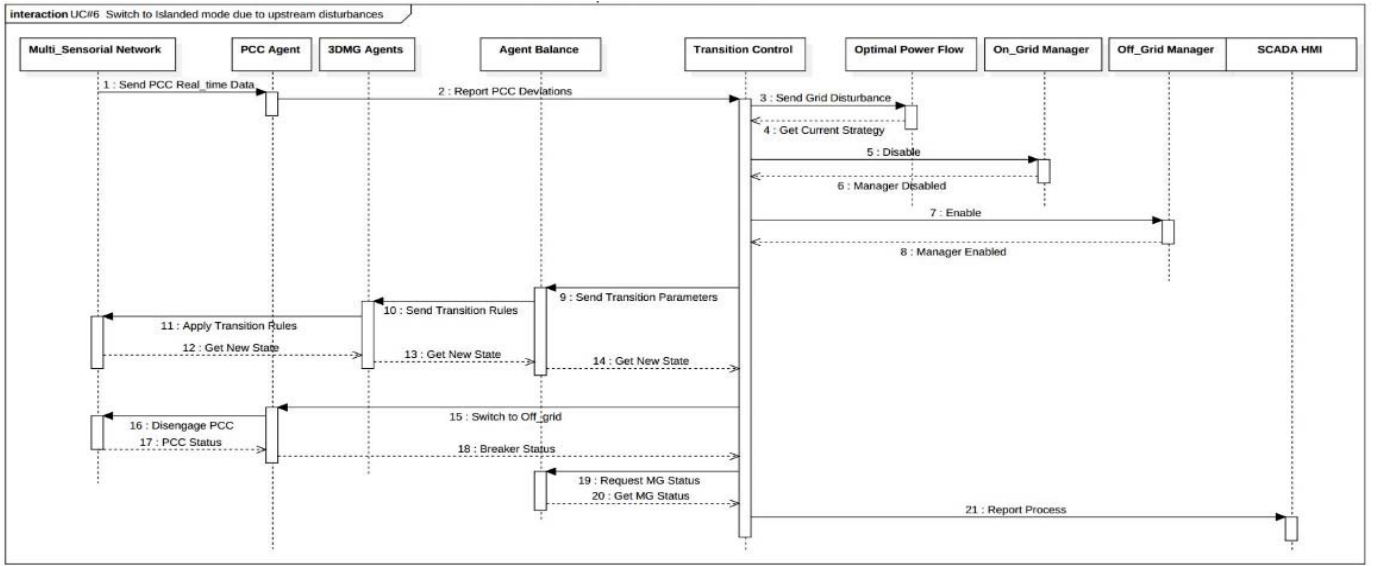 interaction UC#6 Switch to Islanded mode due to upstream disturbances
Multi_Sensorial Network
PCC Agent
3DMG Agents
Agent Balance
Transition Control
Optimal Power Flow
On_Grid Manager
Off_Grid Manager
SCADA HMI
1 : Send PCC Real_time Data
2 : Report PCC Deviations
3 : Send Grid Disturbance
4 : Get Current Strategy
5 : Disable
6 : Manager Disabled
7 : Enable
8 : Manager Enabled
9 : Send Transition Parameters
10 : Send Transition Rules
11 : Apply Transition Rules
12 : Get New State
13 : Get New State
14 : Get New State
15 : Switch to Off_grid
16 : Disengage PCC
17 : PCC Status
18 : Breaker Status
19 : Request MG Status
20 : Get MG Status
21 : Report Process